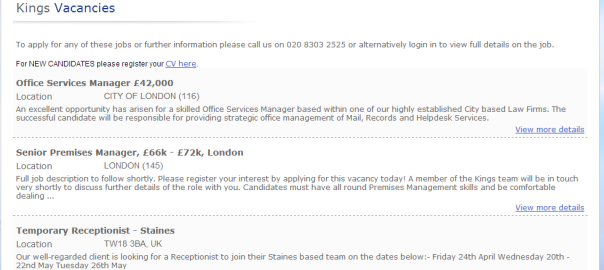 Kings Vacancies
To apply for any of these jobs or further information please call us on 020 8303 2525 or alternatively login in to view full details on the job.
For NEW CANDIDATES please register your CV here.
Office Services Manager £42,000
Location CITY OF LONDON (116)
An excellent opportunity has arisen for a skilled Office Services Manager based within one of our highly established City based Law Firms. The
successful candidate will be responsible for providing strategic office management of Mail, Records and Helpdesk Services.
View more details
Senior Premises Manager, £66k - £72k, London
Location LONDON (145)
Full job description to follow shortly. Please register your interest by applying for this vacancy today! A member of the Kings team will be in touch
very shortly to discuss further details of the role with you. Candidates must have all round Premises Management skills and be comfortable
dealing ...
View more details
Temporary Receptionist - Staines
Location TW18 3BA, UK
Our well-regarded client is looking for a Receptionist to join their Staines based team on the dates below:- Friday 24th April Wednesday 20th -
22nd May Tuesday 26th May